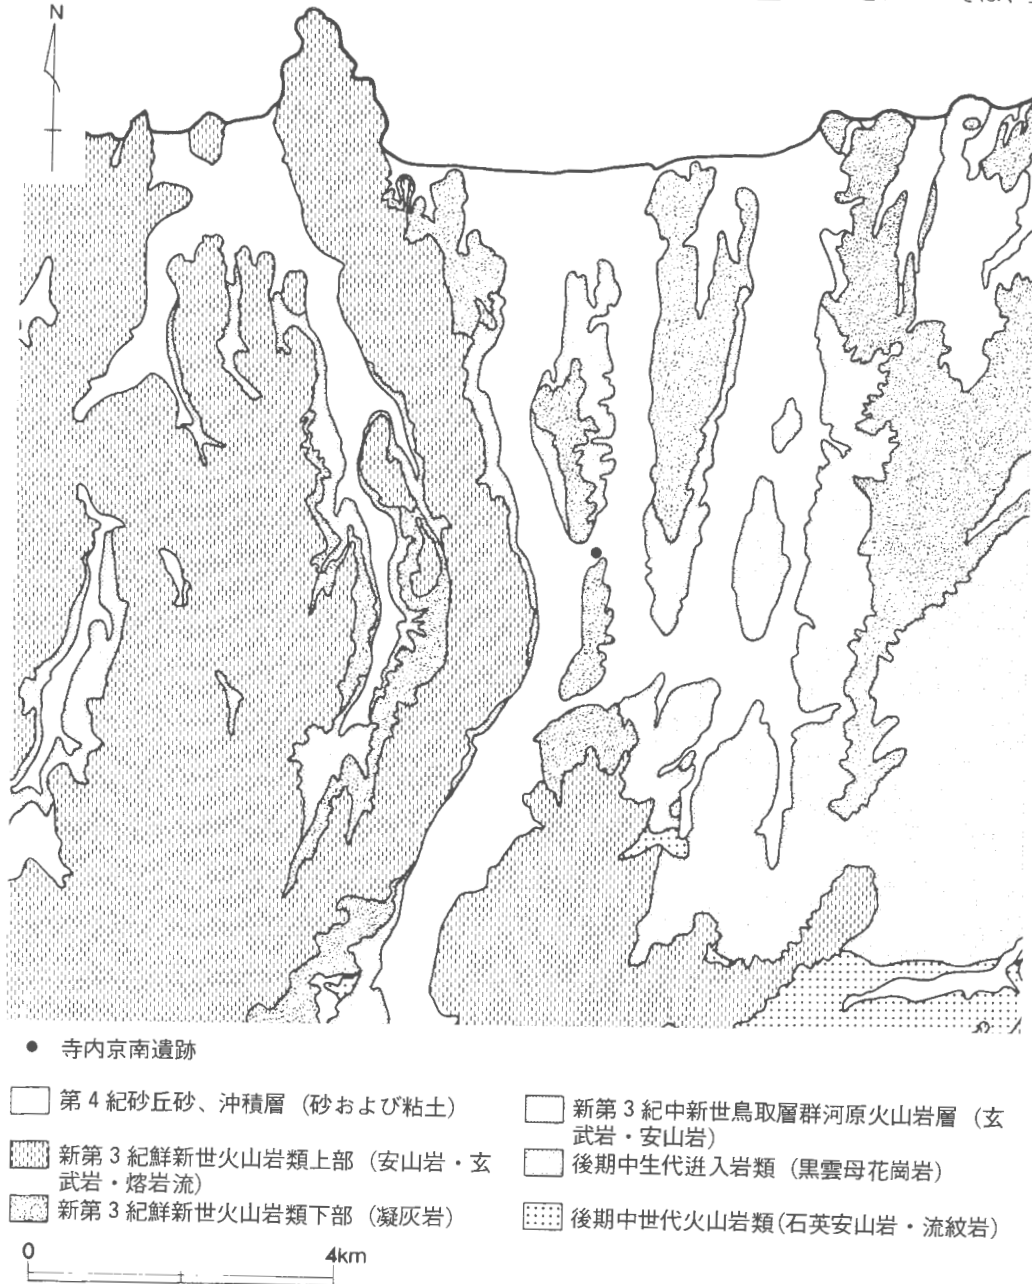 N
● 寺内京南遺跡
第4紀砂丘砂、沖積層（砂および粘土）
新第3紀鮮新世火山岩類上部（安山岩・玄
武岩・熔岩流）
新第3紀鮮新世火山岩類下部（凝灰岩）
新第3紀中新世鳥取層群河原火山岩層（玄
武岩・安山岩）
後期中生代迸入岩類（黒雲母花崗岩）
後期中世代火山岩類（石英安山岩・流紋岩）
0 4km